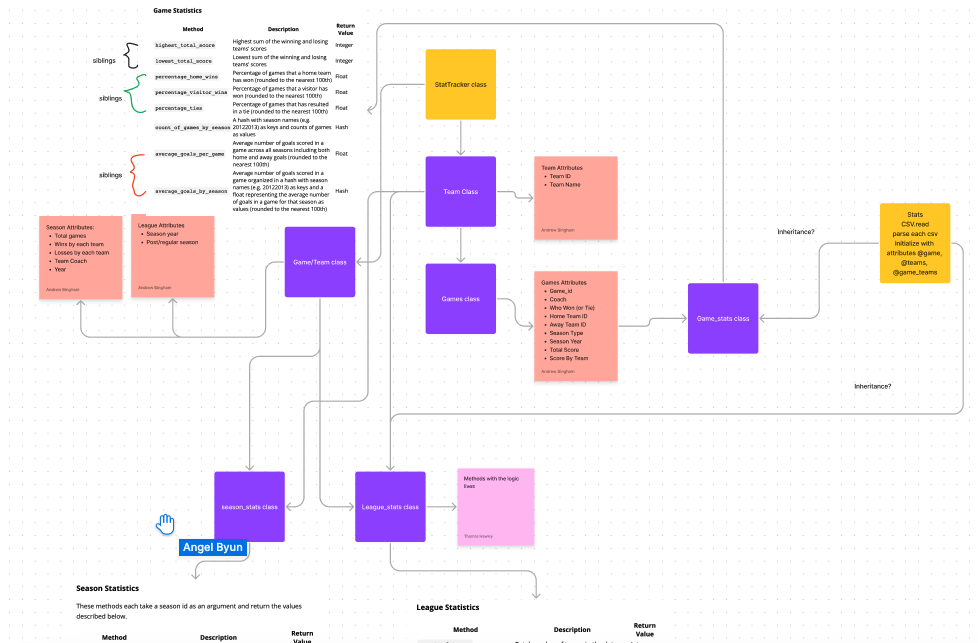 Game Statistics
Method Description Return Value
siblings
highest_total_score Highest sum of the winning and losing teams' scores Integer
lowest_total_score Lowest sum of the winning and losing teams' scores Integer
siblings
percentage_home_wins Percentage of games that a home team has won (rounded to the nearest 100th) Float
percentage_visitor_wins Percentage of games that a visitor has won (rounded to the nearest 100th) Float
percentage_ties Percentage of games that has resulted in a tie (rounded to the nearest 100th) Float
count_of_games_by_season A hash with season names (e.g. 20122013) as keys and counts of games as values Hash
siblings
average_goals_per_game Average number of goals scored in a game across all seasons including both home and away goals (rounded to the nearest 100th) Float
average_goals_by_season Average number of goals scored in a game organized in a hash with season names (e.g. 20122013) as keys and a float representing the average number of goals in a game for that season as values (rounded to the nearest 100th) Hash
StatTracker class
Team Class
Team Attributes
• Team ID
• Team Name
Andrew Bingham
Season Attributes:
• Total games
• Wins by each team
• Losses by each team
• Team Coach
• Year
Andrew Bingham
League Attributes
• Season year
• Post/regular season
Andrew Bingham
Game/Team class
Games class
Games Attributes
• Game_id
• Coach
• Who Won (or Tie)
• Home Team ID
• Away Team ID
• Season Type
• Season Year
• Total Score
• Score By Team
Andrew Bingham
Game_stats class
Inheritance?
Stats
CSV.read
parse each csv
initialize with
attributes @game,
@teams,
@game_teams
Inheritance?
season_stats class
League_stats class
Methods with the logic
Thomas
Angel Byun
Season Statistics
These methods each take a season id as an argument and return the values
described below.
Method Description Return Value
League Statistics
Method Description Return Value